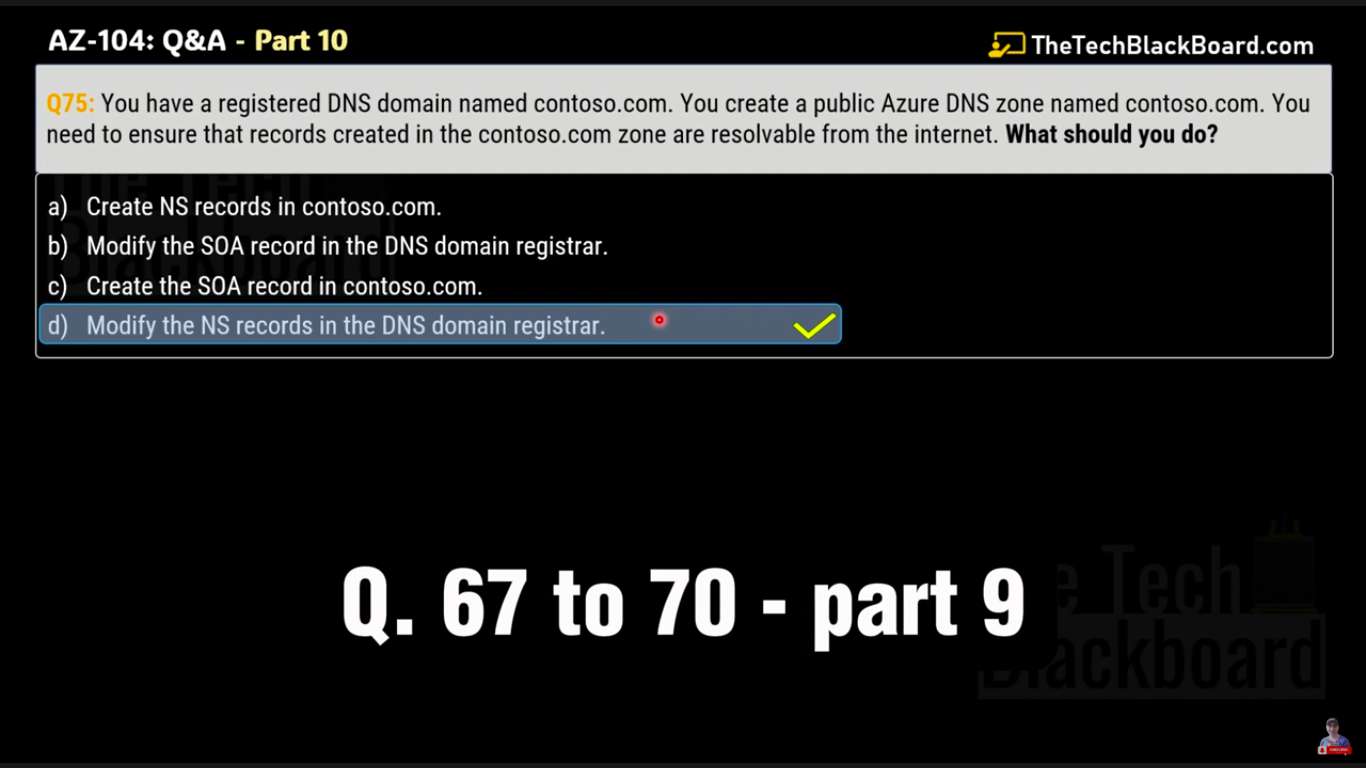 AZ-104: Q&A - Part 10
TheTechBlackBoard.com
Q75: You have a registered DNS domain named contoso.com. You create a public Azure DNS zone named contoso.com. You
need to ensure that records created in the contoso.com zone are resolvable from the internet. What should you do?
a) Create NS records in contoso.com.
b) Modify the SOA record in the DNS domain registrar.
c) Create the SOA record in contoso.com.
d) Modify the NS records in the DNS domain registrar.
Q. 67 to 70 - part 9
The Tech
Blackboard